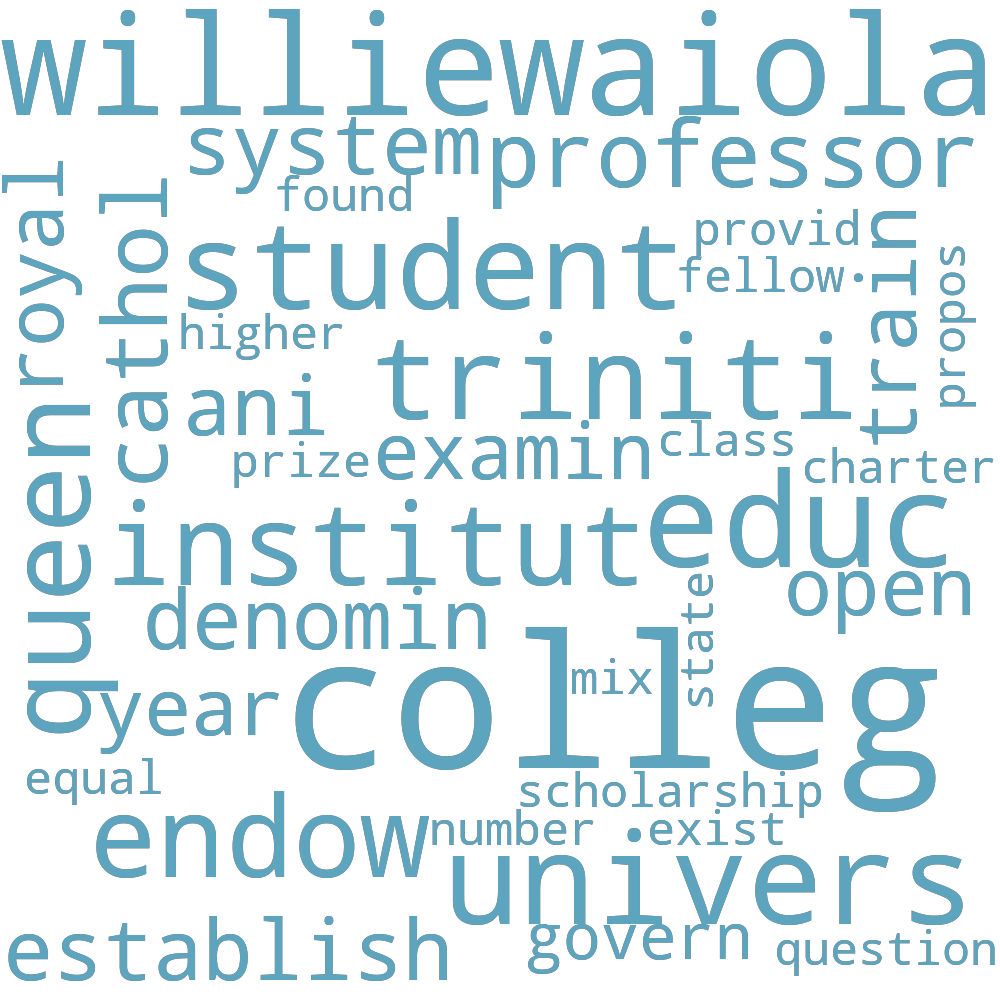 williewaiola
system
professor
found
royal
cathol
student
provid
fellow
train
propos
higher
triniti
ani
examin
class
prize
charter
queen
institut
educ
open
denomin
state
colleg
mix
year
equal
scholarship
endow
number
exist
univers
establish
govern
question